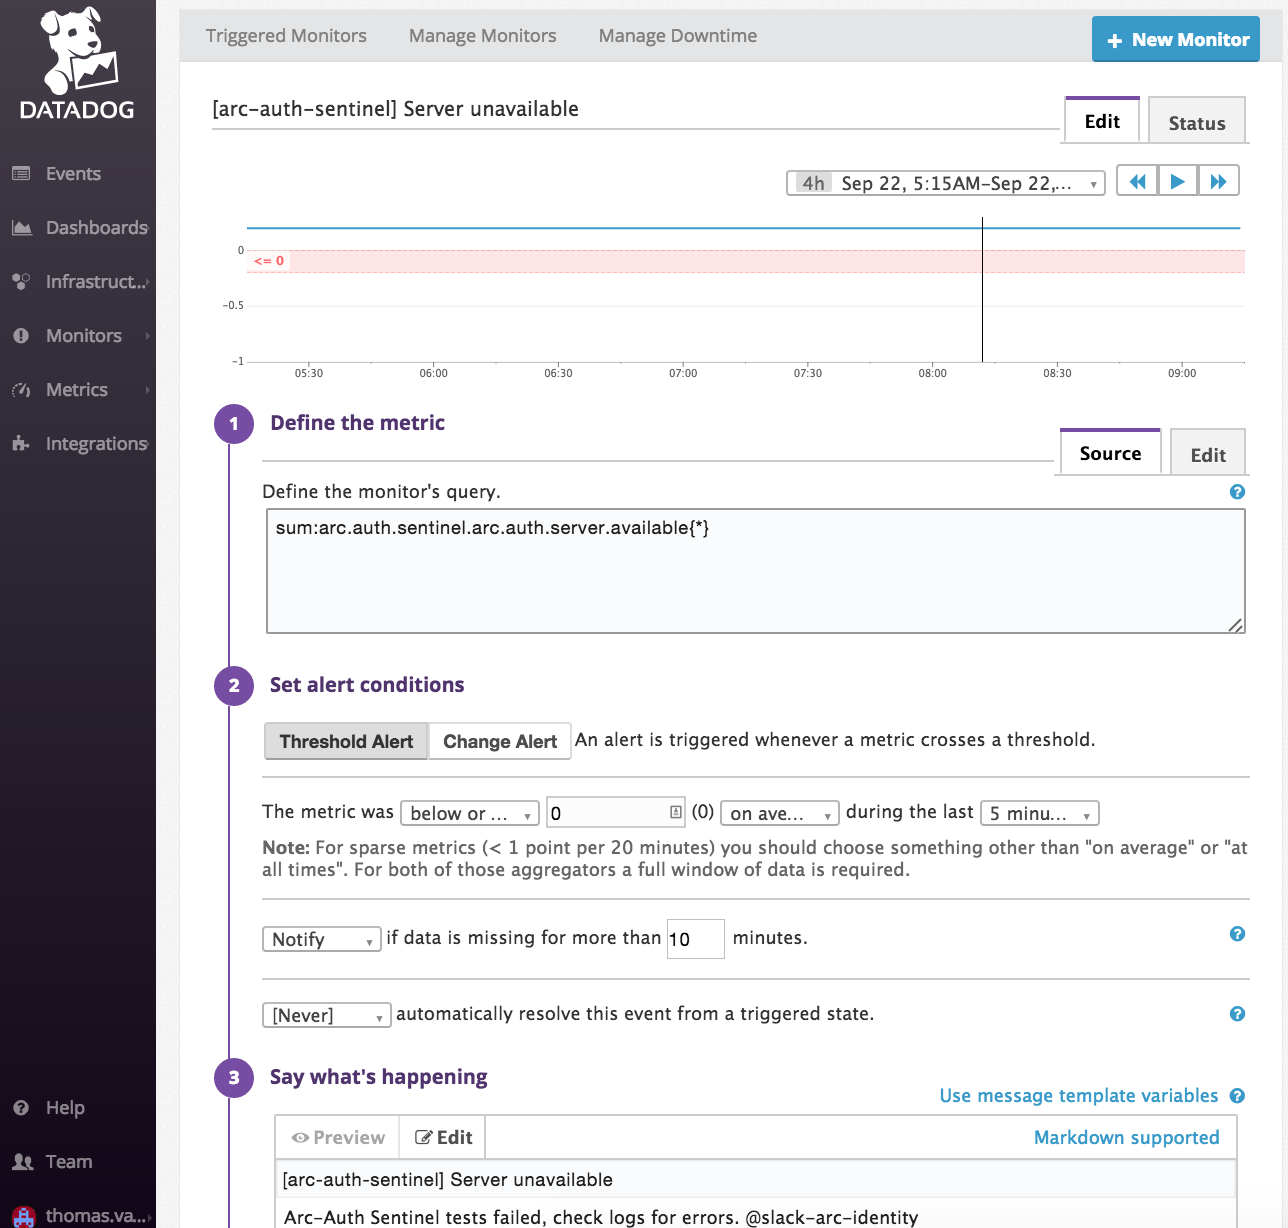 DATADOG
Events
Dashboards
Infrastruct...
Monitors
Metrics
Integrations
Help
Team
thomas.va...
Triggered Monitors Manage Monitors Manage Downtime
+ New Monitor
[arc-auth-sentinel] Server unavailable
Edit Status
4h Sep 22, 5:15AM-Sep 22,...
0
<= 0
-0.5
-1
05:30 06:00 06:30 07:00 07:30 08:00 08:30 09:00
1 Define the metric
Source Edit
Define the monitor's query.
sum:arc.auth.sentinel.arc.auth.server.available{*}
2 Set alert conditions
Threshold Alert Change Alert An alert is triggered whenever a metric crosses a threshold.
The metric was below or ... 0 (0) on ave... during the last 5 minu...
Note: For sparse metrics (< 1 point per 20 minutes) you should choose something other than "on average" or "at
all times". For both of those aggregators a full window of data is required.
Notify if data is missing for more than 10 minutes.
[Never] automatically resolve this event from a triggered state.
3 Say what's happening
Use message template variables
Preview Edit Markdown supported
[arc-auth-sentinel] Server unavailable
Arc-Auth Sentinel tests failed, check logs for errors. @slack-arc-identity